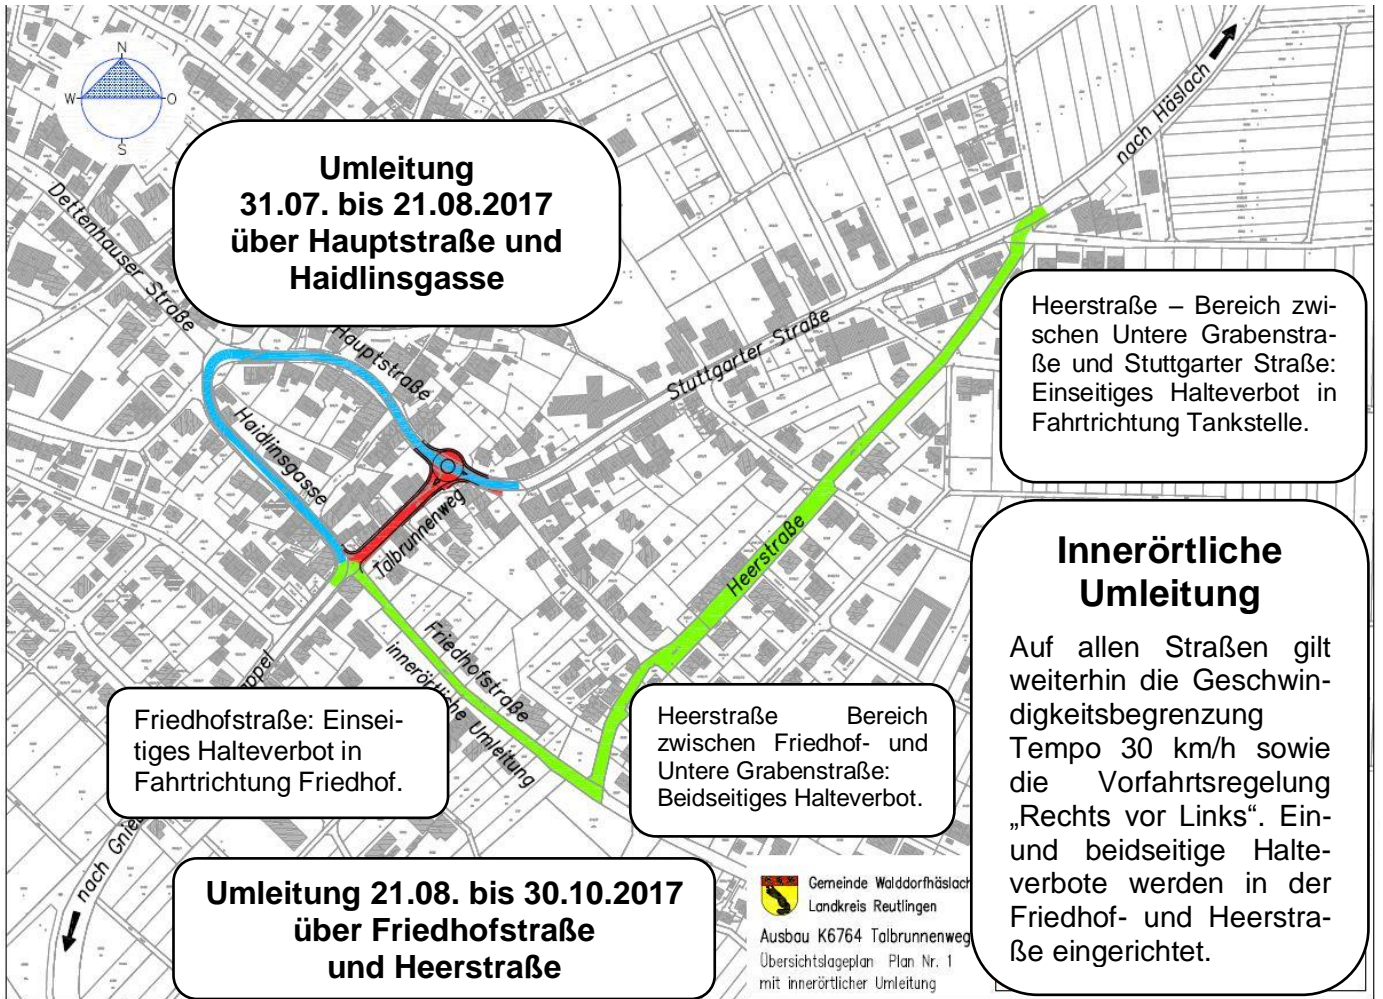 N
W
O
S
Umleitung
31.07. bis 21.08.2017
über Hauptstraße und
Haidlinsgasse
nach Häslach
Dettenhauser Straße
Hauptstraße
Stuttgarter Straße
Haidlinsgasse
Talbrunnenweg
Heerstraße
Friedhofstraße
innerörtliche Umleitung
Heerstraße – Bereich zwi-
schen Untere Grabenstra-
ße und Stuttgarter Straße:
Einseitiges Halteverbot in
Fahrtrichtung Tankstelle.
Innerörtliche
Umleitung
Auf allen Straßen gilt
weiterhin die Geschwin-
digkeitsbegrenzung
Tempo 30 km/h sowie
die Vorfahrtsregelung
„Rechts vor Links“. Ein-
und beidseitige Halte-
verbote werden in der
Friedhof- und Heerstra-
ße eingerichtet.
Friedhofstraße: Einsei-
tiges Halteverbot in
Fahrtrichtung Friedhof.
Heerstraße Bereich
zwischen Friedhof- und
Untere Grabenstraße:
Beidseitiges Halteverbot.
nach
Umleitung 21.08. bis 30.10.2017
über Friedhofstraße
und Heerstraße
Gemeinde Walddorfhäslach
Landkreis Reutlingen
Ausbau K6764 Talbrunnenweg
Übersichtslageplan Plan Nr. 1
mit innerörtlicher Umleitung